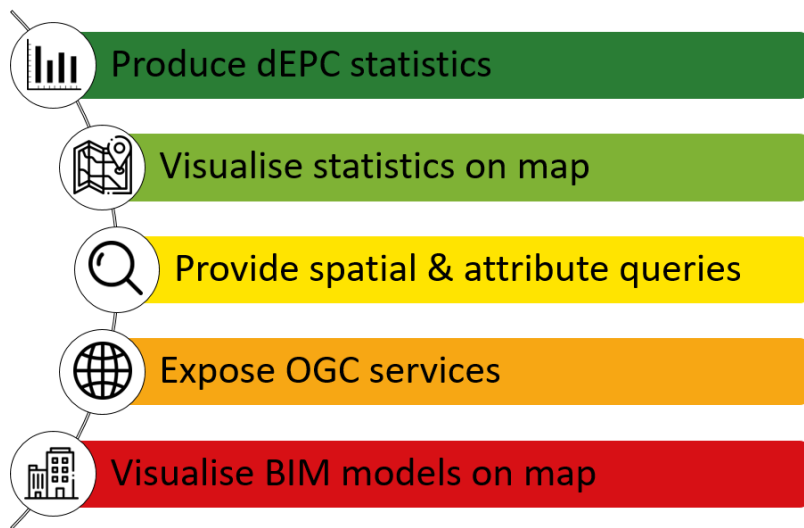 Produce dEPC statistics
Visualise statistics on map
Provide spatial & attribute queries
Expose OGC services
Visualise BIM models on map